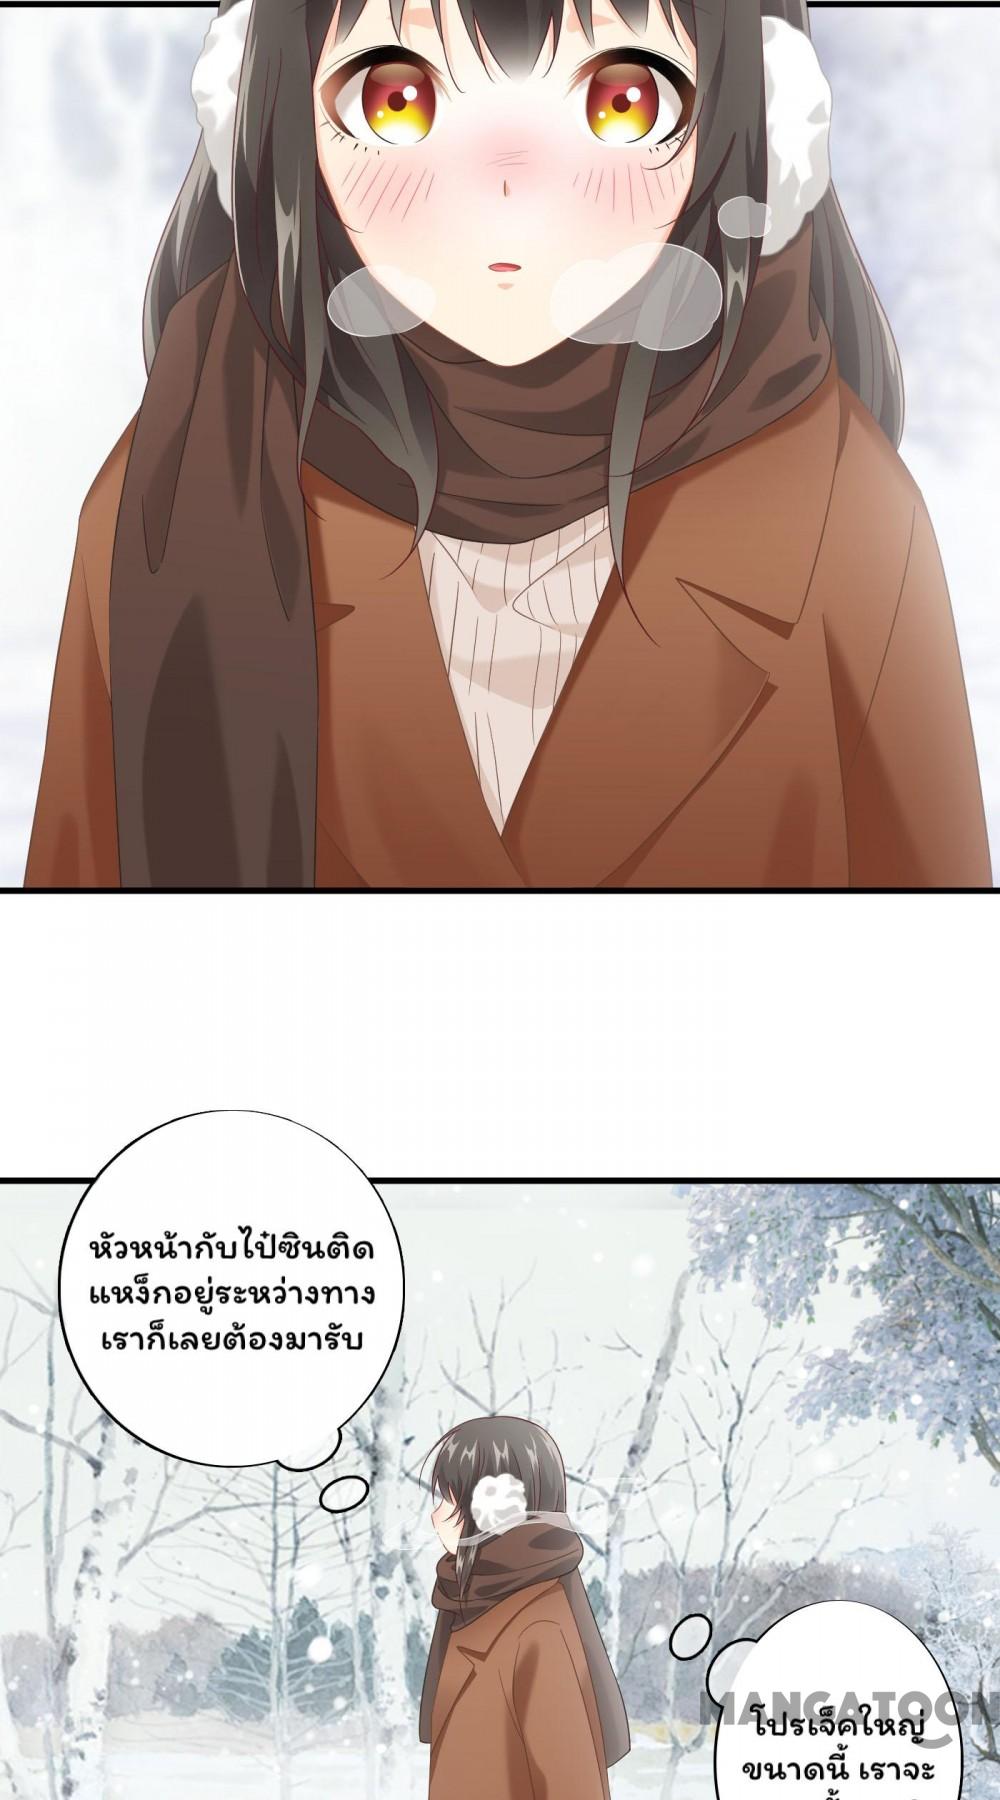 หัวหน้ากับไป๋ซินติด
แหง็กอยู่ระหว่างทาง
เราก็เลยต้องมารับ
MANGATOON
โปรเจ็คใหญ่
ขนาดนี้ เราจะ